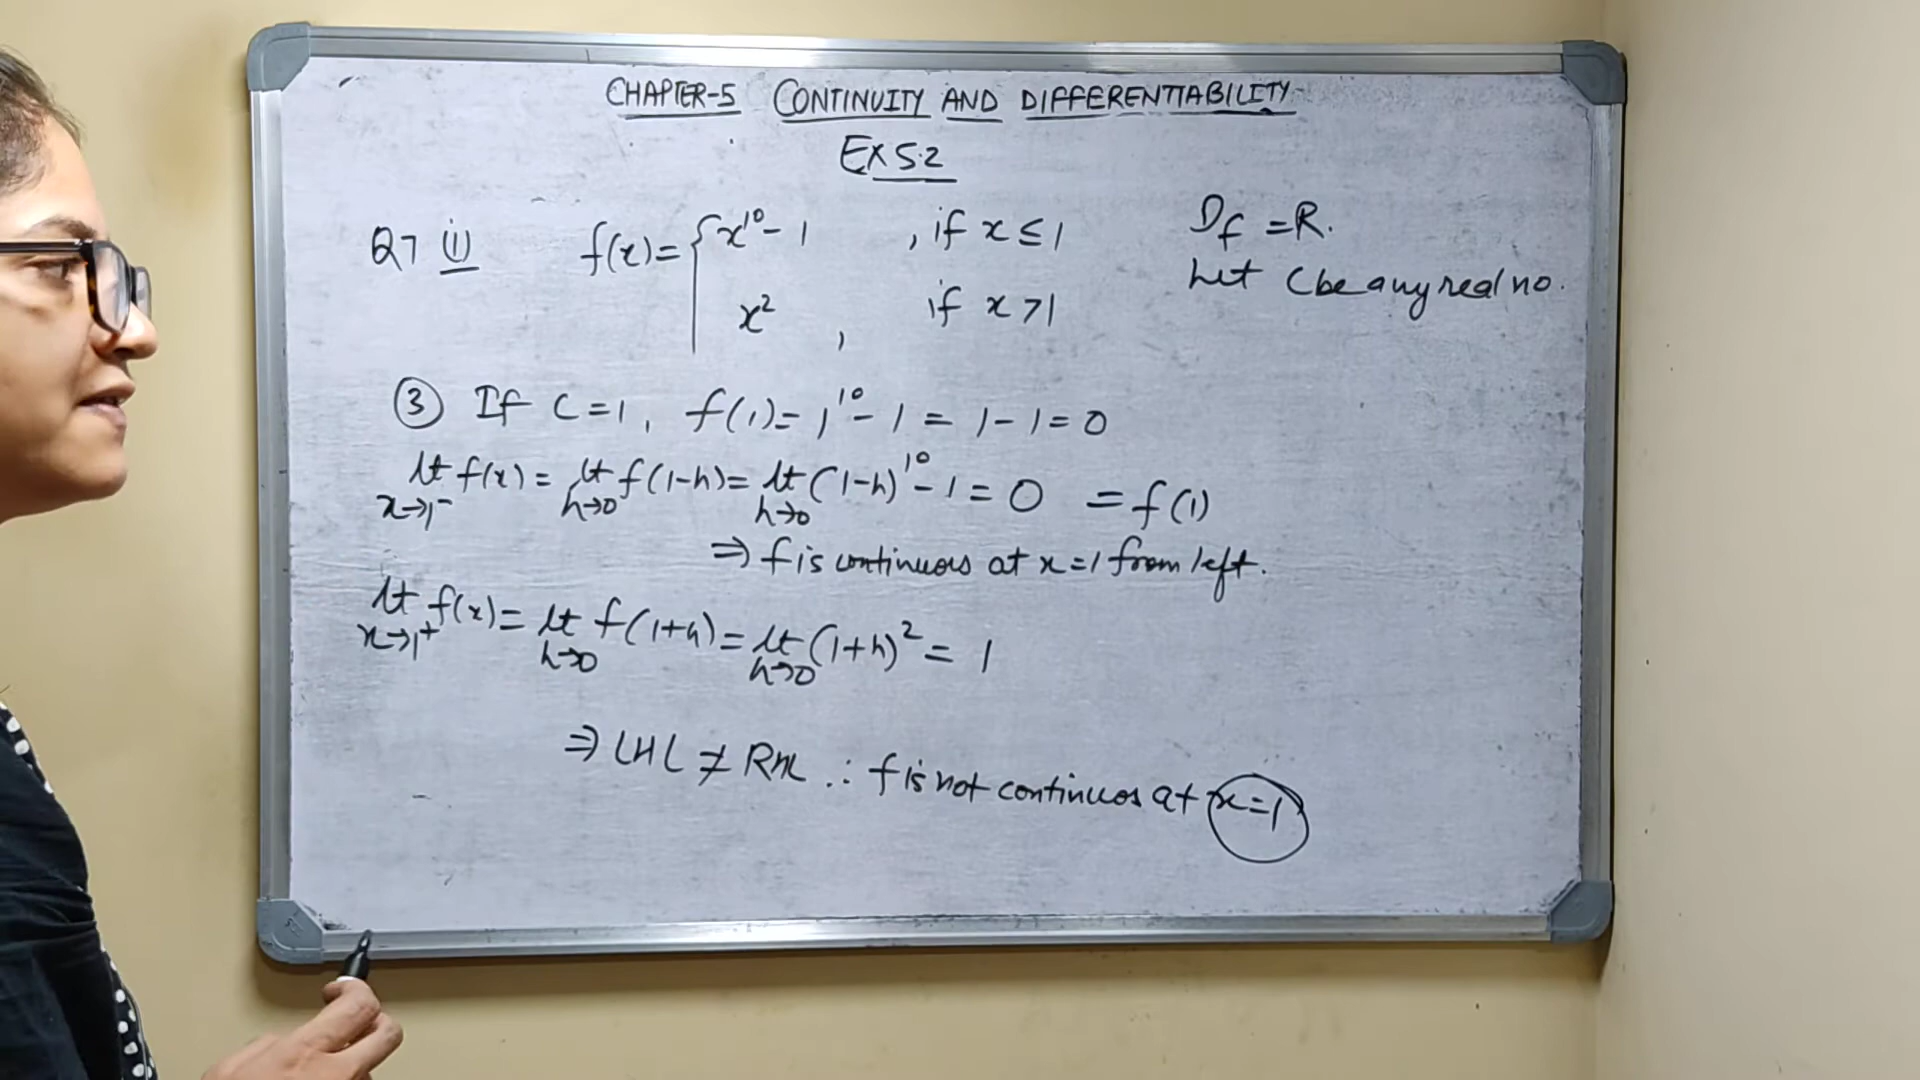 CHAPTER-5 CONTINUITY AND DIFFERENTIABILITY
EX 5.2
Q7 (i) f(x) = { x¹⁰ - 1 , if x ≤ 1
x² , if x > 1
Df = R.
Let C be any real no.
③ If C = 1, f(1) = 1¹⁰ - 1 = 1 - 1 = 0
lt x→1⁻ f(x) = lt h→0 f(1-h) = lt h→0 (1-h)¹⁰ - 1 = 0 = f(1)
⇒ f is continuous at x = 1 from left.
lt x→1⁺ f(x) = lt h→0 f(1+h) = lt h→0 (1+h)² = 1
⇒ LHL ≠ RHL ∴ f is not continuous at x = 1